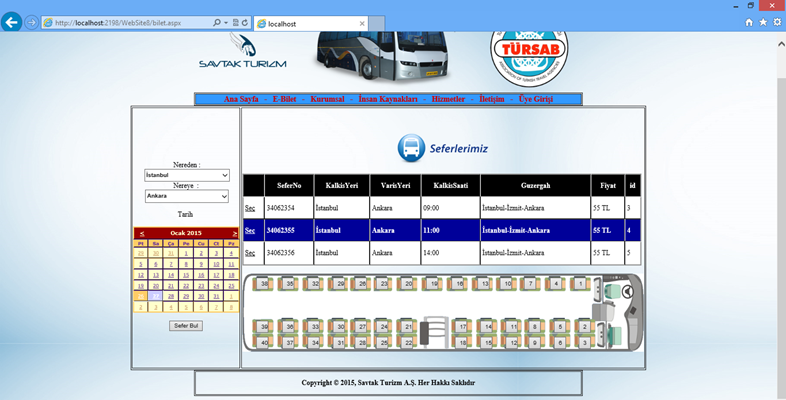 http://localhost:2198/WebSite8/bilet.aspx
localhost
SAVTAK TURIZM
TÜRSAB
Ana Sayfa - E-Bilet - Kurumsal - İnsan Kaynakları - Hizmetler - İletişim - Üye Girişi
Nereden :
İstanbul
Nereye :
Ankara
Tarih
< Ocak 2015 >
Pt Sa Ça Pe Cu Ct Pz
29 30 31 1 2 3 4
5 6 7 8 9 10 11
12 13 14 15 16 17 18
19 20 21 22 23 24 25
28 29 30 31 1
2 3 4 5 6 7 8
Sefer Bul
Seferlerimiz
SeferNo KalkisYeri VarisYeri KalkisSaati Guzergah Fiyat id
Seç 34062354 İstanbul Ankara 09:00 İstanbul-İzmit-Ankara 55 TL 3
Seç 34062355 İstanbul Ankara 11:00 İstanbul-İzmit-Ankara 55 TL 4
Seç 34062356 İstanbul Ankara 14:00 İstanbul-İzmit-Ankara 55 TL 5
38 35 32 29 26 23 20 19 16 13 10 7 4 1
39 36 33 30 27 24 21 17 14 11 8 5 2
40 37 34 31 28 25 22 18 15 12 9 6 3
Copyright © 2015, Savtak Turizm A.Ş. Her Hakkı Saklıdır